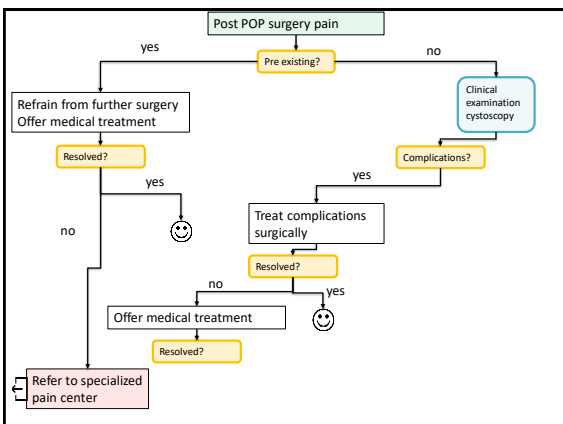 Post POP surgery pain
yes
no
Pre existing?
Refrain from further surgery
Offer medical treatment
Clinical
examination
cystoscopy
Resolved?
Complications?
yes
yes
no
Treat complications
surgically
Resolved?
no
yes
Offer medical treatment
Resolved?
Refer to specialized
pain center